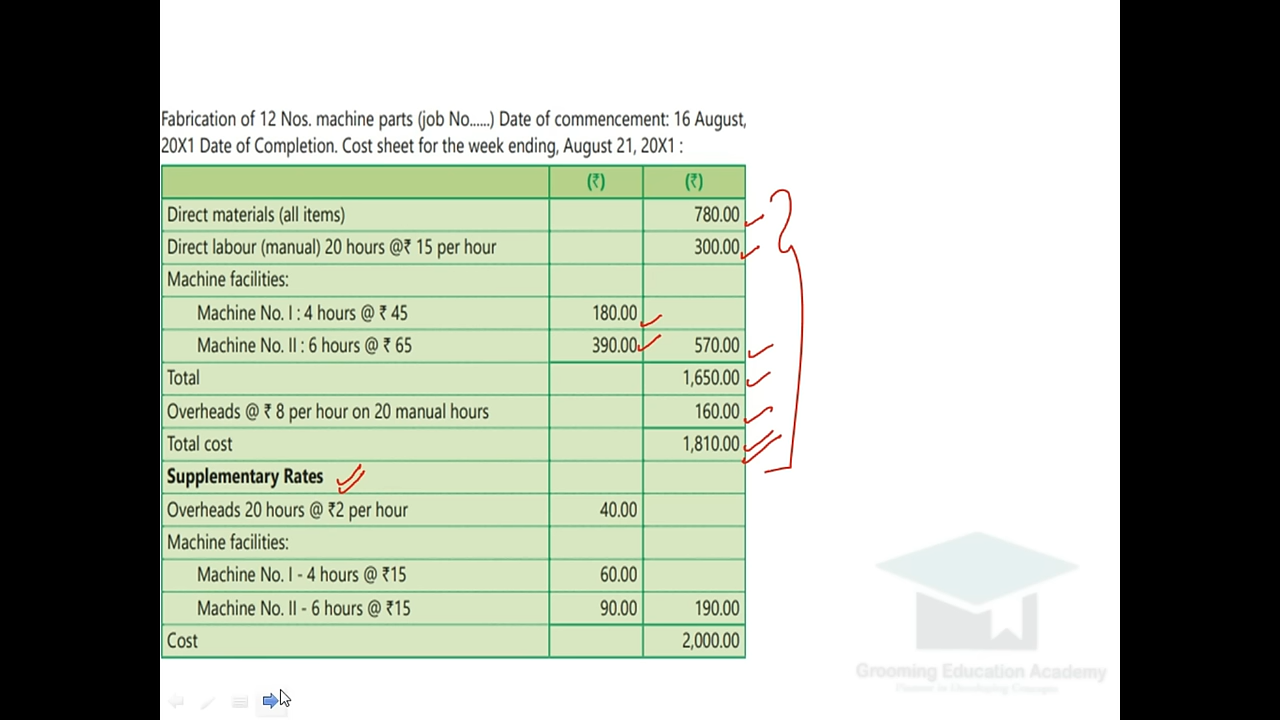 Fabrication of 12 Nos. machine parts (job No......) Date of commencement: 16 August,
20X1 Date of Completion. Cost sheet for the week ending, August 21, 20X1 :
(₹) (₹)
Direct materials (all items) 780.00
Direct labour (manual) 20 hours @₹ 15 per hour 300.00
Machine facilities:
Machine No. I : 4 hours @ ₹ 45 180.00
Machine No. II : 6 hours @ ₹ 65 390.00 570.00
Total 1,650.00
Overheads @ ₹ 8 per hour on 20 manual hours 160.00
Total cost 1,810.00
Supplementary Rates
Overheads 20 hours @ ₹2 per hour 40.00
Machine facilities:
Machine No. I - 4 hours @ ₹15 60.00
Machine No. II - 6 hours @ ₹15 90.00 190.00
Cost 2,000.00
Grooming Education Academy
Pioneer in Developing Concepts